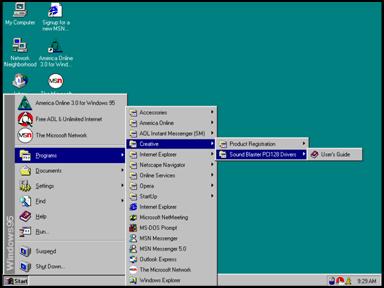 My Computer
Signup for
a new MSN...
Network
Neighborhood
America Online
3.0 for Wind...
America Online 3.0 for Windows 95
Free AOL & Unlimited Internet
The Microsoft Network
Programs
Documents
Settings
Find
Help
Run...
Suspend
Shut Down...
Windows95
Accessories
America Online
AOL Instant Messenger (SM)
Creative
Internet Explorer
Netscape Navigator
Online Services
Opera
StartUp
Internet Explorer
Microsoft NetMeeting
MS-DOS Prompt
MSN Messenger
MSN Messenger 5.0
Outlook Express
The Microsoft Network
Windows Explorer
Product Registration
Sound Blaster PCI128 Drivers
User's Guide
Start
9:29 AM